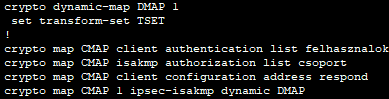 crypto dynamic-map DMAP 1
 set transform-set TSET
!
crypto map CMAP client authentication list felhasznalok
crypto map CMAP isakmp authorization list csoport
crypto map CMAP client configuration address respond
crypto map CMAP 1 ipsec-isakmp dynamic DMAP